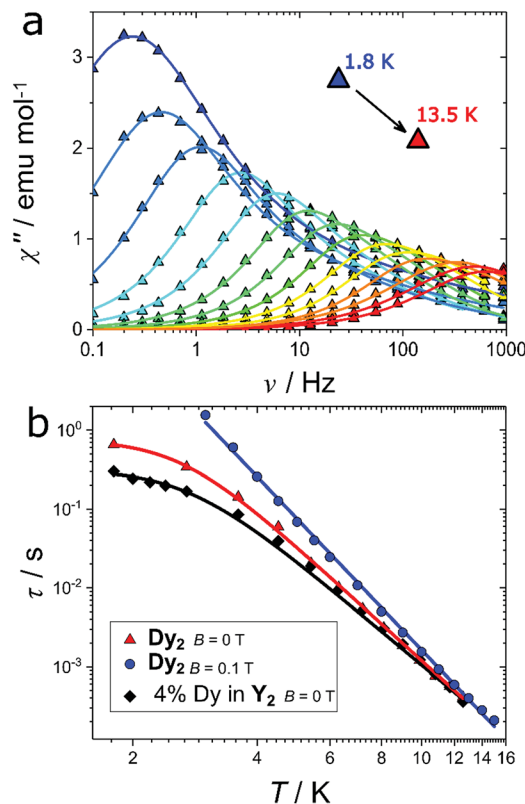 a
1.8 K
13.5 K
χ″ / emu mol⁻¹
3
2
1
0
0.1 1 10 100 1000
ν / Hz
b
10⁰
10⁻¹
10⁻²
10⁻³
τ / s
Dy₂ B = 0 T
Dy₂ B = 0.1 T
4% Dy in Y₂ B = 0 T
2 4 6 8 10 12 14 16
T / K